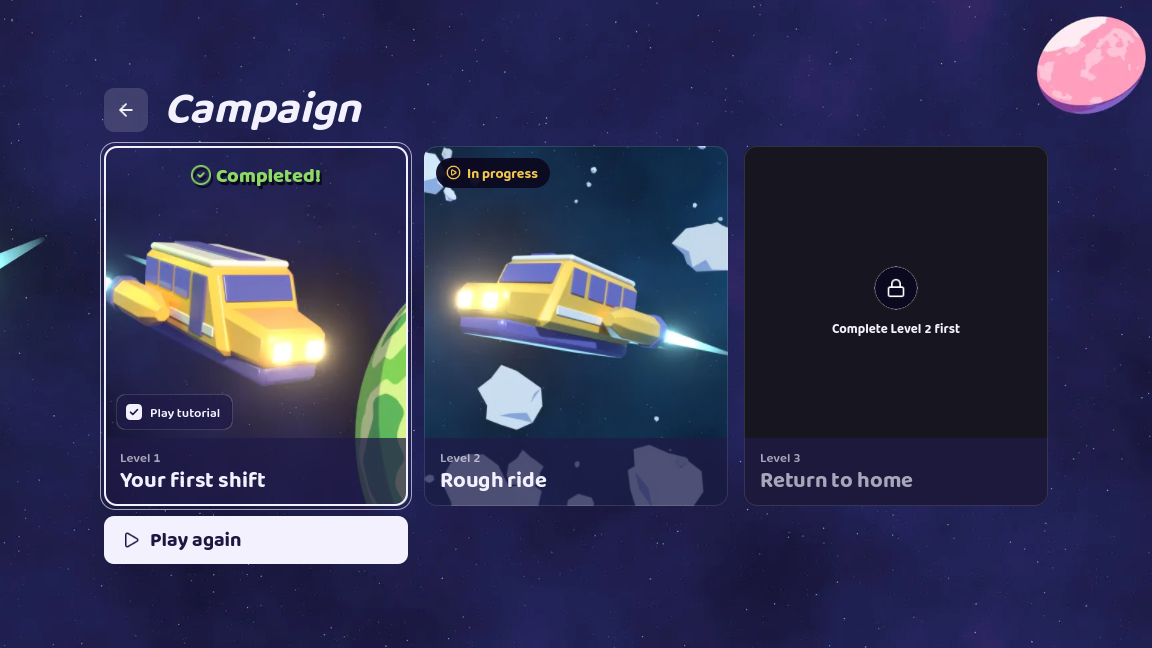 Campaign
Completed!
Play tutorial
Level 1
Your first shift
Play again
In progress
Level 2
Rough ride
Complete Level 2 first
Level 3
Return to home